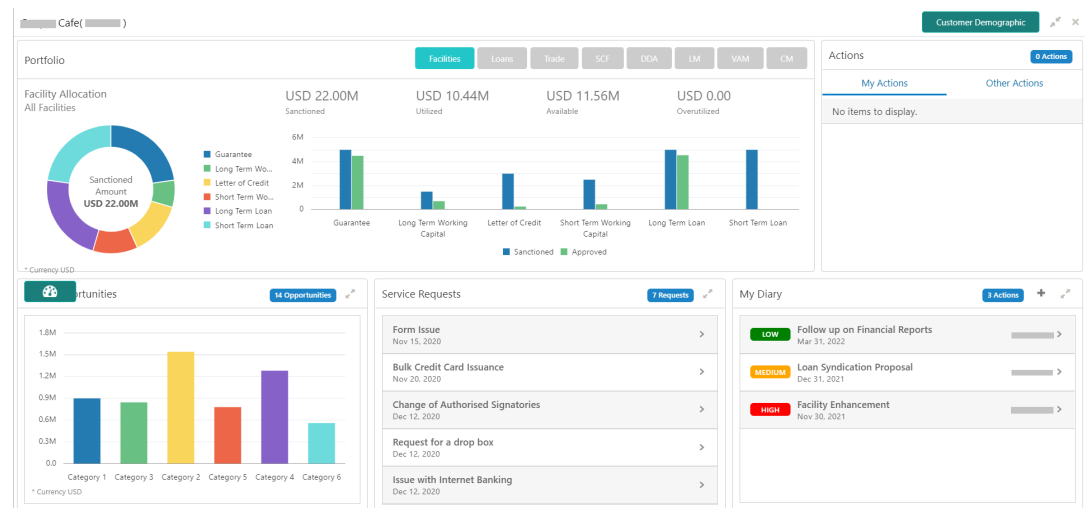 Cafe( )
Customer Demographic
Portfolio
Facilities
Loans
Trade
SCF
DDA
LM
VAM
CM
Facility Allocation
All Facilities
USD 22.00M
Sanctioned
USD 10.44M
Utilized
USD 11.56M
Available
USD 0.00
Overutilized
Sanctioned
Amount
USD 22.00M
Guarantee
Long Term Wo...
Letter of Credit
Short Term Wo...
Long Term Loan
Short Term Loan
6M
4M
2M
0
Guarantee
Long Term Working
Capital
Letter of Credit
Short Term Working
Capital
Long Term Loan
Short Term Loan
Sanctioned
Approved
* Currency USD
Actions
0 Actions
My Actions
Other Actions
No items to display.
rtunities
14 Opportunities
1.8M
1.5M
1.2M
0.9M
0.6M
0.3M
0.0
Category 1
Category 3
Category 2
Category 5
Category 4
Category 6
* Currency USD
Service Requests
7 Requests
Form Issue
Nov 15, 2020
Bulk Credit Card Issuance
Nov 20, 2020
Change of Authorised Signatories
Dec 12, 2020
Request for a drop box
Dec 12, 2020
Issue with Internet Banking
Dec 12, 2020
My Diary
3 Actions
LOW
Follow up on Financial Reports
Mar 31, 2022
MEDIUM
Loan Syndication Proposal
Dec 31, 2021
HIGH
Facility Enhancement
Nov 30, 2021